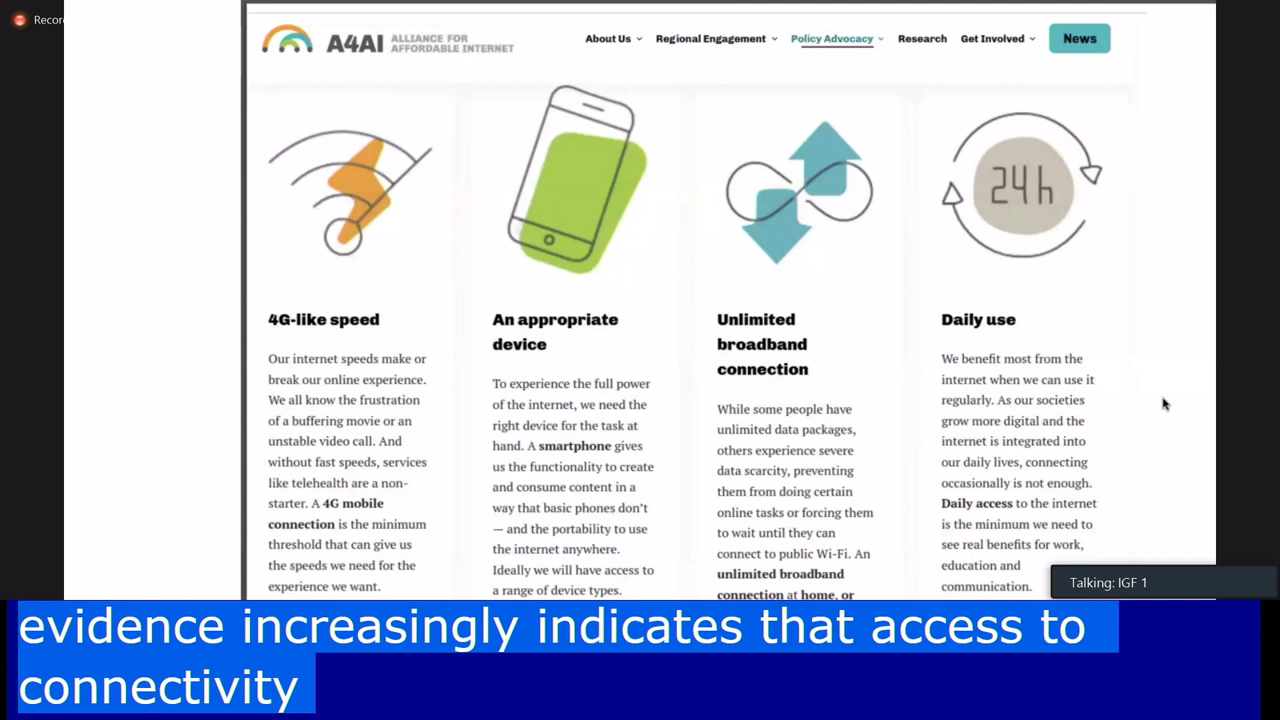 Recor
A4AI
ALLIANCE FOR
AFFORDABLE INTERNET
About Us
Regional Engagement
Policy Advocacy
Research
Get Involved
News
24h
4G-like speed
Our internet speeds make or
break our online experience.
We all know the frustration
of a buffering movie or an
unstable video call. And
without fast speeds, services
like telehealth are a non-
starter. A 4G mobile
connection is the minimum
threshold that can give us
the speeds we need for the
experience we want.
An appropriate
device
To experience the full power
of the internet, we need the
right device for the task at
hand. A smartphone gives
us the functionality to create
and consume content in a
way that basic phones don’t
— and the portability to use
the internet anywhere.
Ideally we will have access to
a range of device types.
Unlimited
broadband
connection
While some people have
unlimited data packages,
others experience severe
data scarcity, preventing
them from doing certain
online tasks or forcing them
to wait until they can
connect to public Wi-Fi. An
unlimited broadband
connection at home, or
Daily use
We benefit most from the
internet when we can use it
regularly. As our societies
grow more digital and the
internet is integrated into
our daily lives, connecting
occasionally is not enough.
Daily access to the internet
is the minimum we need to
see real benefits for work,
education and
communication.
Talking: IGF 1
evidence increasingly indicates that access to
connectivity